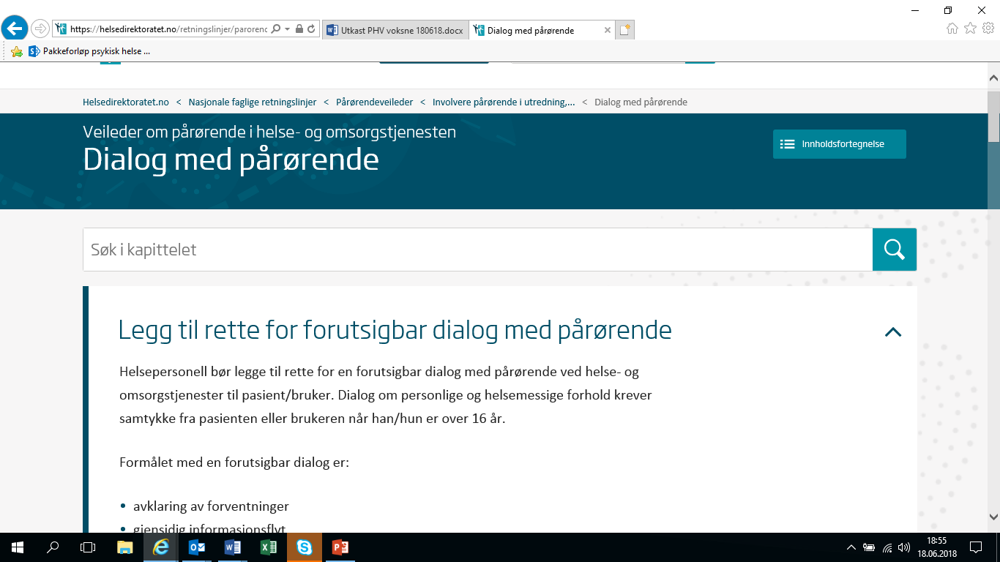 https://helsedirektoratet.no/retningslinjer/parorend
Utkast PHV voksne 180618.docx
Dialog med pårørende
Pakkeforløp psykisk helse ...
Helsedirektoratet.no < Nasjonale faglige retningslinjer < Pårørendeveileder < Involvere pårørende i utredning,... < Dialog med pårørende
Veileder om pårørende i helse- og omsorgstjenesten
Dialog med pårørende
Innholdsfortegnelse
Søk i kapittelet
Legg til rette for forutsigbar dialog med pårørende
Helsepersonell bør legge til rette for en forutsigbar dialog med pårørende ved helse- og
omsorgstjenester til pasient/bruker. Dialog om personlige og helsemessige forhold krever
samtykke fra pasienten eller brukeren når han/hun er over 16 år.
Formålet med en forutsigbar dialog er:
• avklaring av forventninger
• gjensidig informasjonsflyt
18:55
18.06.2018